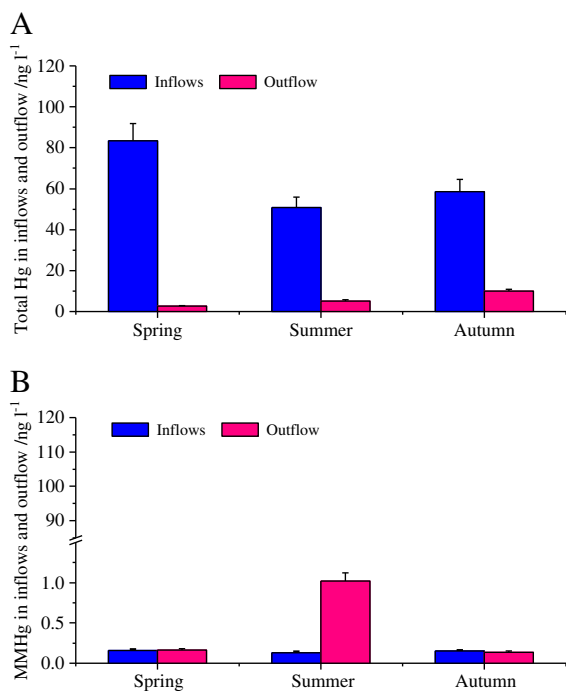 A
Total Hg in inflows and outflow /ng l⁻¹
120
100
80
60
40
20
0
Inflows Outflow
Spring Summer Autumn
B
MMHg in inflows and outflow /ng l⁻¹
120
110
100
90
1.0
0.5
0.0
Inflows Outflow
Spring Summer Autumn